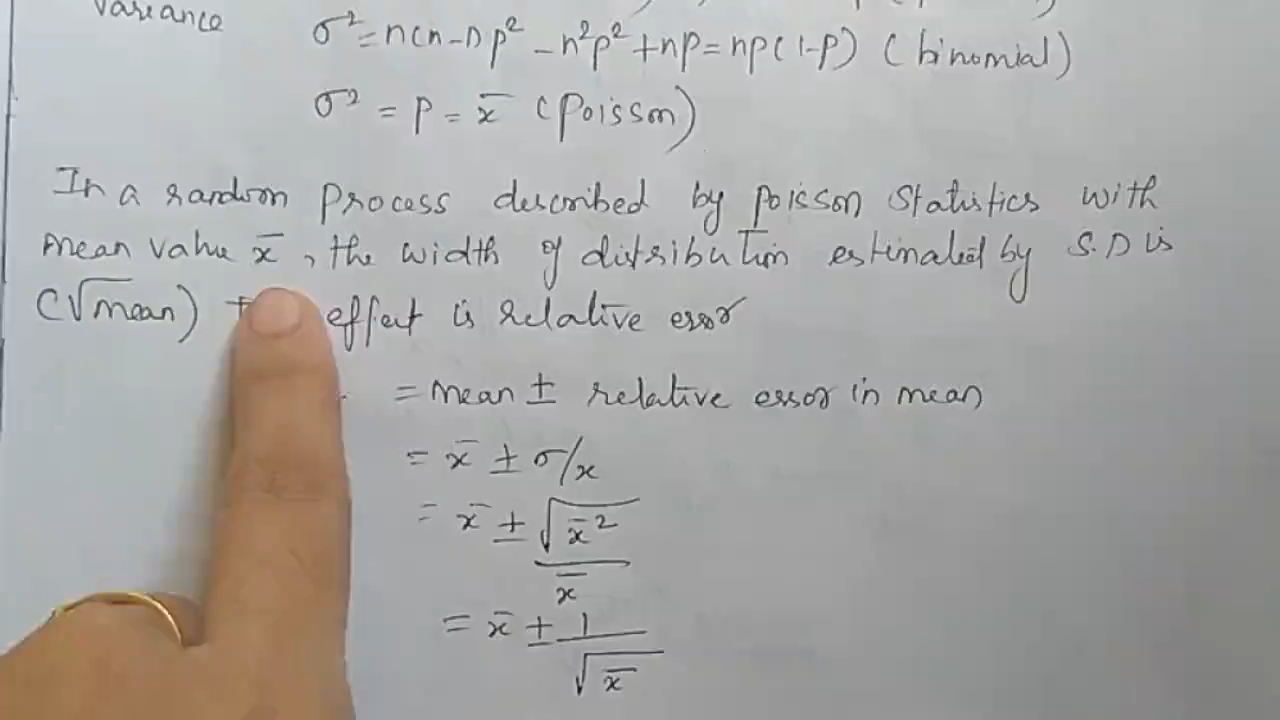 Variance
σ² = n(n-1)p² - n²p² + np = np(1-p) (binomial)
σ² = p = x̄ (Poisson)
In a random process described by poisson statistics with
mean value x̄, the width of distribution estimated by S.D is
(√mean) effect is relative error
= mean ± relative error in mean
= x̄ ± σ/x
= x̄ ± √x̄² / x̄
= x̄ ± 1/√x̄